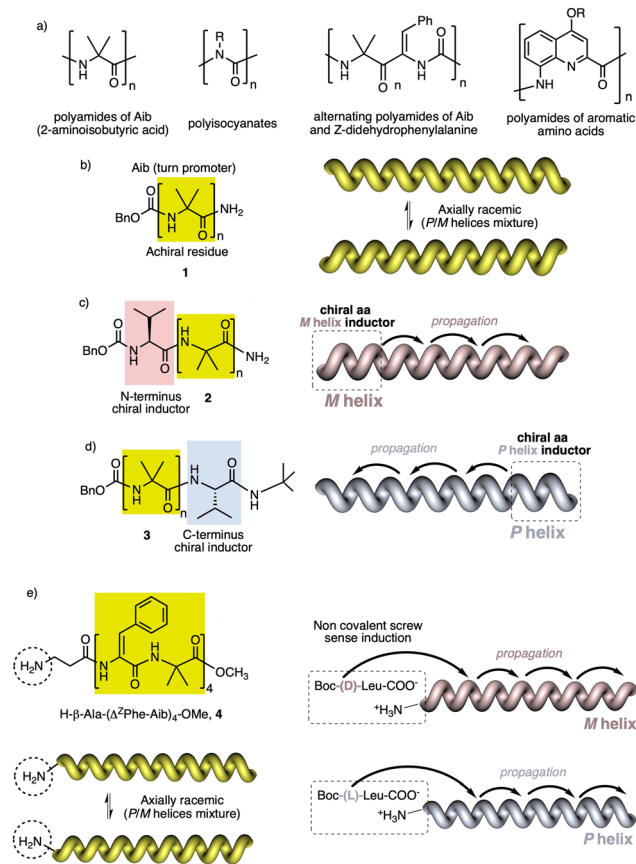 a)
R
N
N
H
O
n
O
n
N
H
O
n
Ph
N
H
O
n
OR
N
NH
O
n
polyamides of Aib
(2-aminoisobutyric acid)
polyisocyanates
alternating polyamides of Aib
and Z-didehydrophenylalanine
polyamides of aromatic
amino acids
b)
Aib (turn promoter)
O
BnO
N
H
O
n
NH₂
Achiral residue
1
Axially racemic
(P/M helices mixture)
c)
O
BnO
N
H
O
H
N
O
n
NH₂
N-terminus
chiral inductor
2
chiral aa
M helix inductor
propagation
M helix
d)
O
BnO
N
H
O
n
H
N
O
N
H
3
C-terminus
chiral inductor
propagation
chiral aa
P helix inductor
P helix
e)
H₂N
O
H
N
O
N
H
O
OCH₃
4
H-β-Ala-(ΔᶻPhe-Aib)₄-OMe, 4
H₂N
Axially racemic
(P/M helices mixture)
H₂N
Non covalent screw
sense induction
propagation
Boc-(D)-Leu-COO⁻
⁺H₃N
M helix
propagation
Boc-(L)-Leu-COO⁻
⁺H₃N
P helix